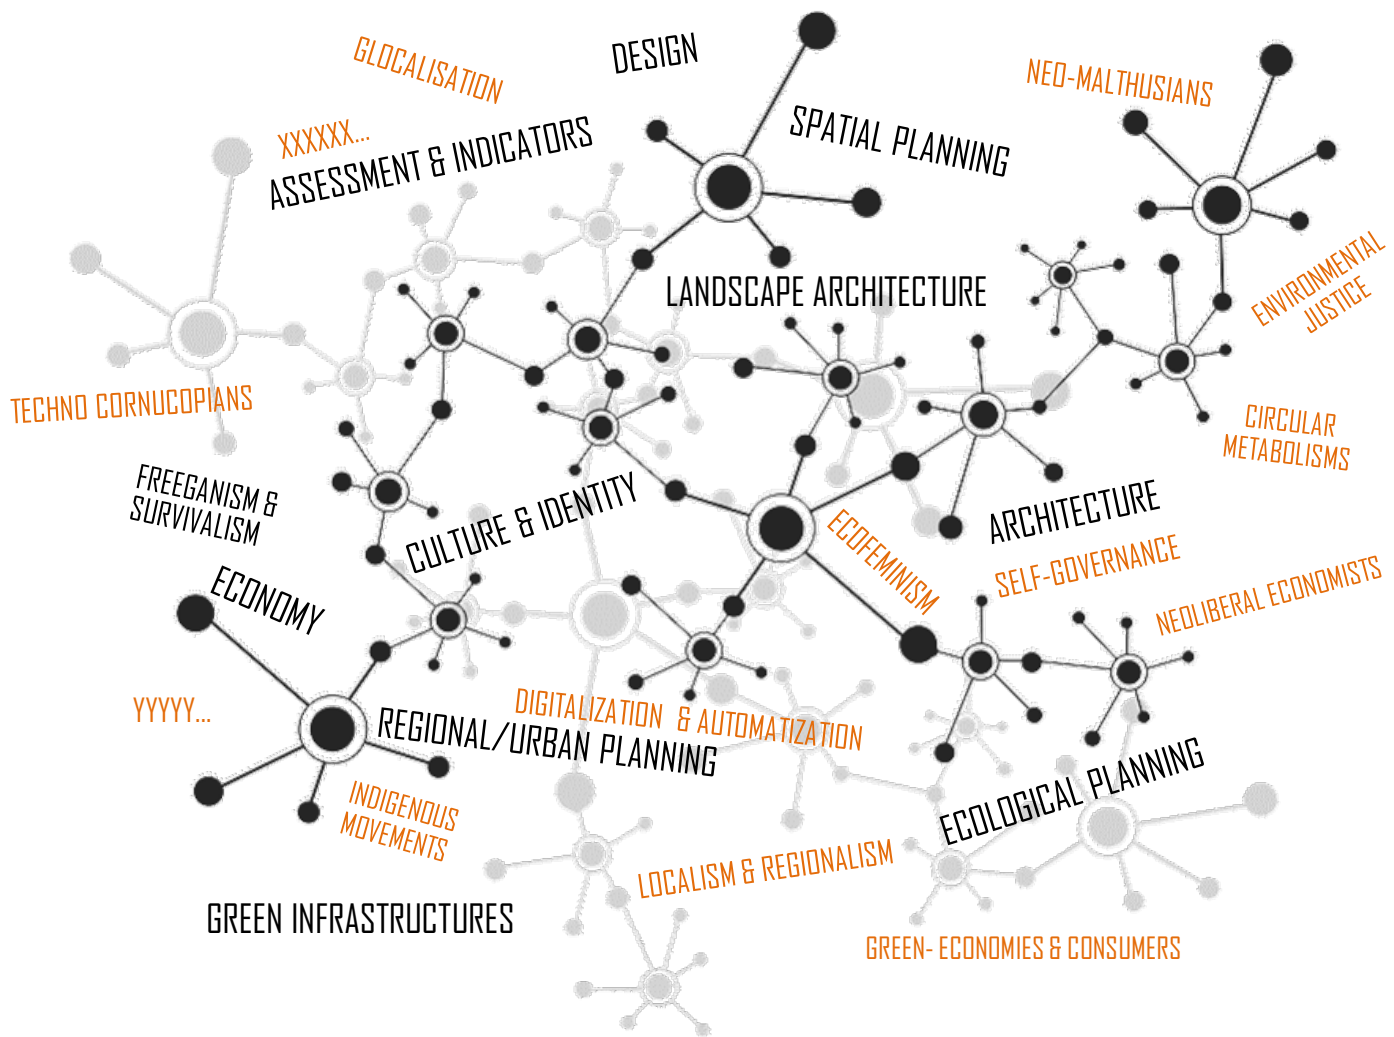 DESIGN
GLOCALISATION
NEO-MALTHUSIANS
XXXXXX...
ASSESSMENT & INDICATORS
SPATIAL PLANNING
LANDSCAPE ARCHITECTURE
ENVIRONMENTAL
JUSTICE
TECHNO CORNUCOPIANS
CIRCULAR
METABOLISMS
FREEGANISM &
SURVIVALISM
CULTURE & IDENTITY
ARCHITECTURE
ECOFEMINISM
SELF-GOVERNANCE
ECONOMY
NEOLIBERAL ECONOMISTS
YYYYY...
DIGITALIZATION & AUTOMATIZATION
REGIONAL/URBAN PLANNING
ECOLOGICAL PLANNING
INDIGENOUS
MOVEMENTS
LOCALISM & REGIONALISM
GREEN INFRASTRUCTURES
GREEN- ECONOMIES & CONSUMERS